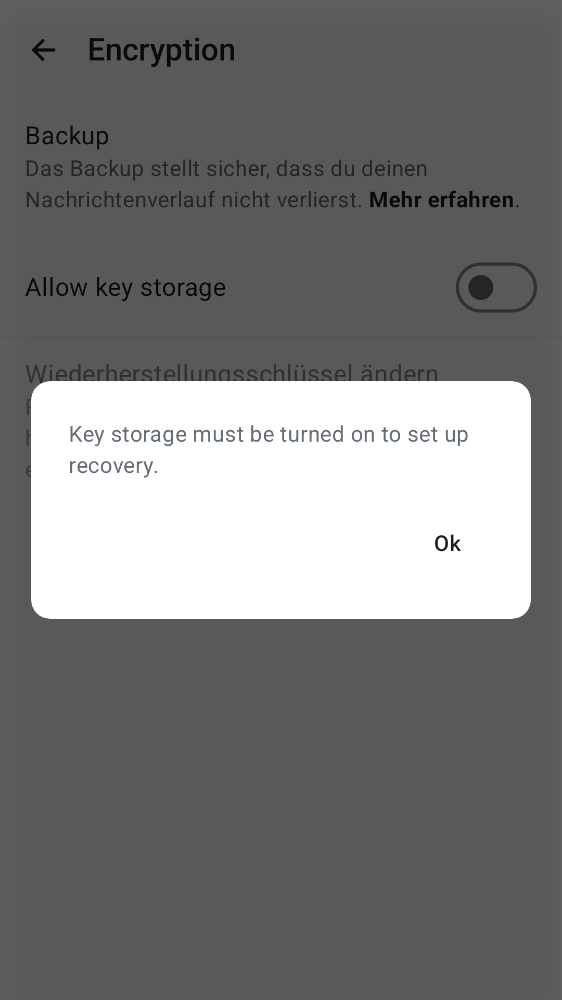 Encryption
Backup
Das Backup stellt sicher, dass du deinen
Nachrichtenverlauf nicht verlierst. Mehr erfahren.
Allow key storage
Wiederherstellungsschlüssel ändern
Key storage must be turned on to set up
recovery.
Ok